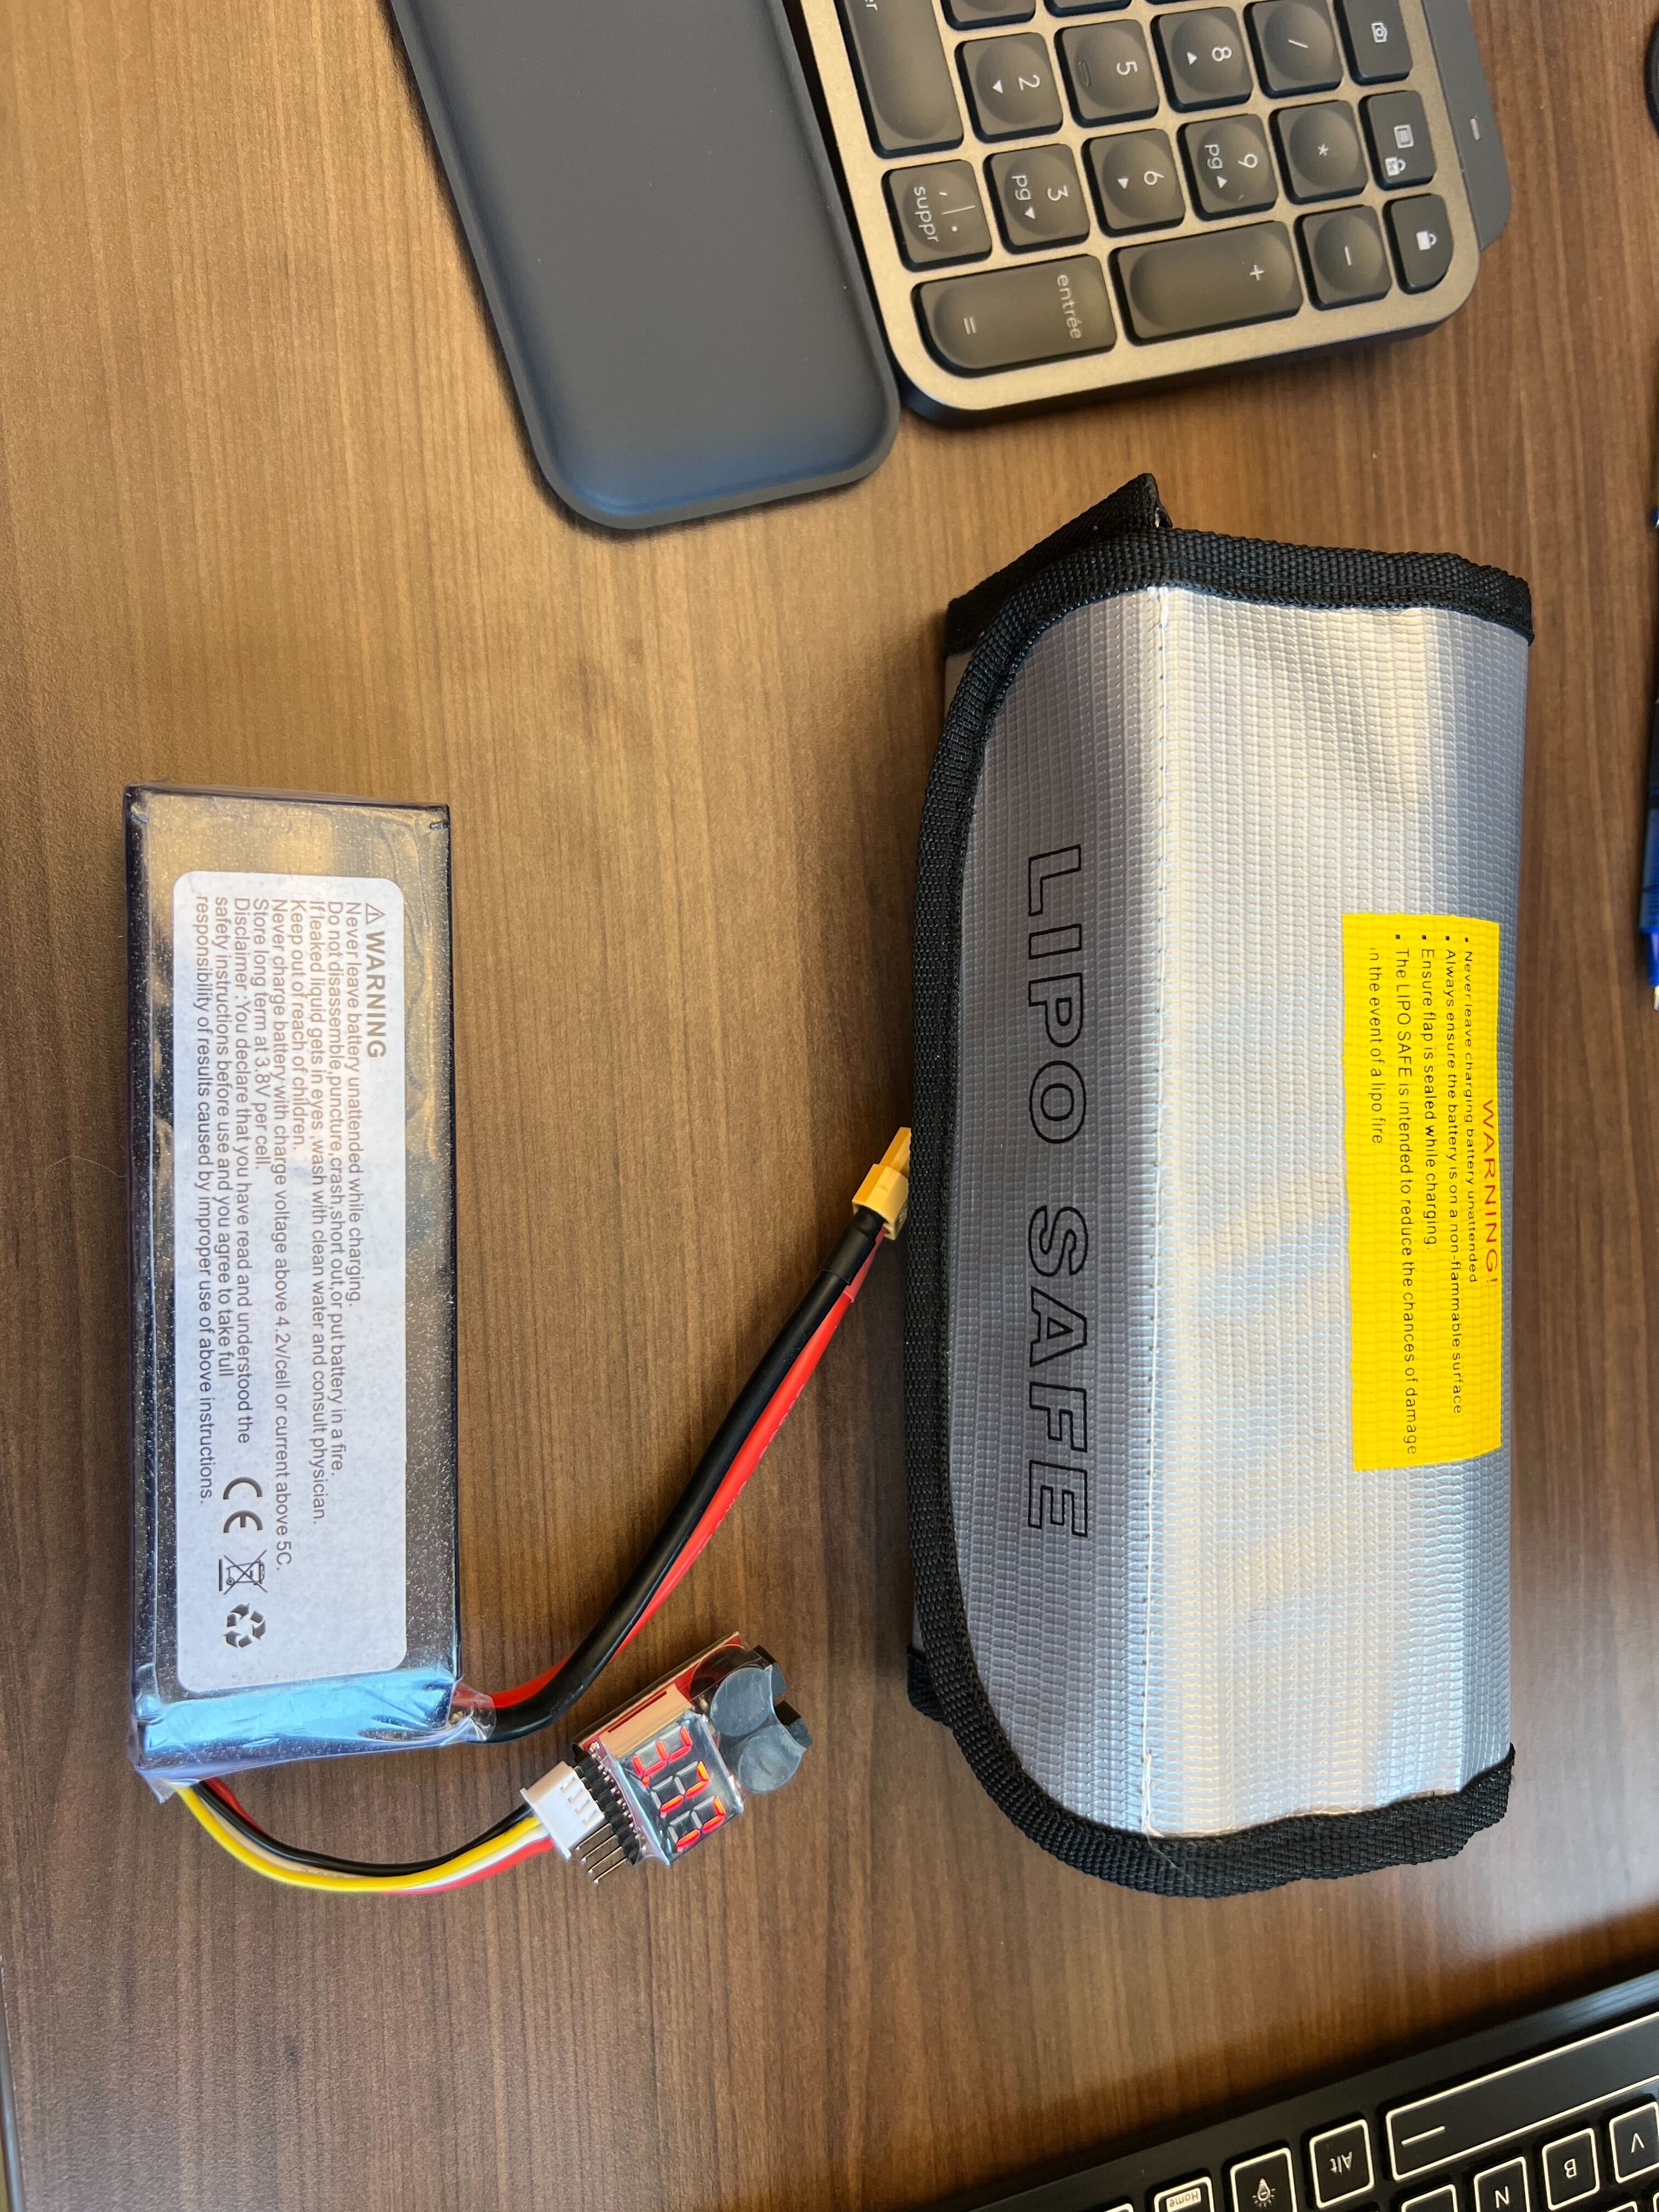 ⚠WARNING
Never leave battery unattended while charging.
Do not disassemble,puncture,crash,short out,or put battery in a fire.
If leaked liquid gets in eyes ,wash with clean water and consult physician.
Keep out of reach of children.
Never charge battery with charge voltage above 4.2v/cell or current above 5C.
Store long term at 3.8V per cell.
Disclaimer :You declare that you have read and understood the
safety instructions before use and you agree to take full
responsibility of results caused by improper use of above instructions.
CE
WARNING!
▪ Never leave charging battery unattended
▪ Always ensure the battery is on a non-flammable surface
▪ Ensure flap is sealed while charging.
▪ The LIPO SAFE is intended to reduce the chances of damage
in the event of a lipo fire
LIPO SAFE
/ * -
8 9 pg +
5 6
2 3 pg entrée
, . suppr =
Alt
Home
V
B
N